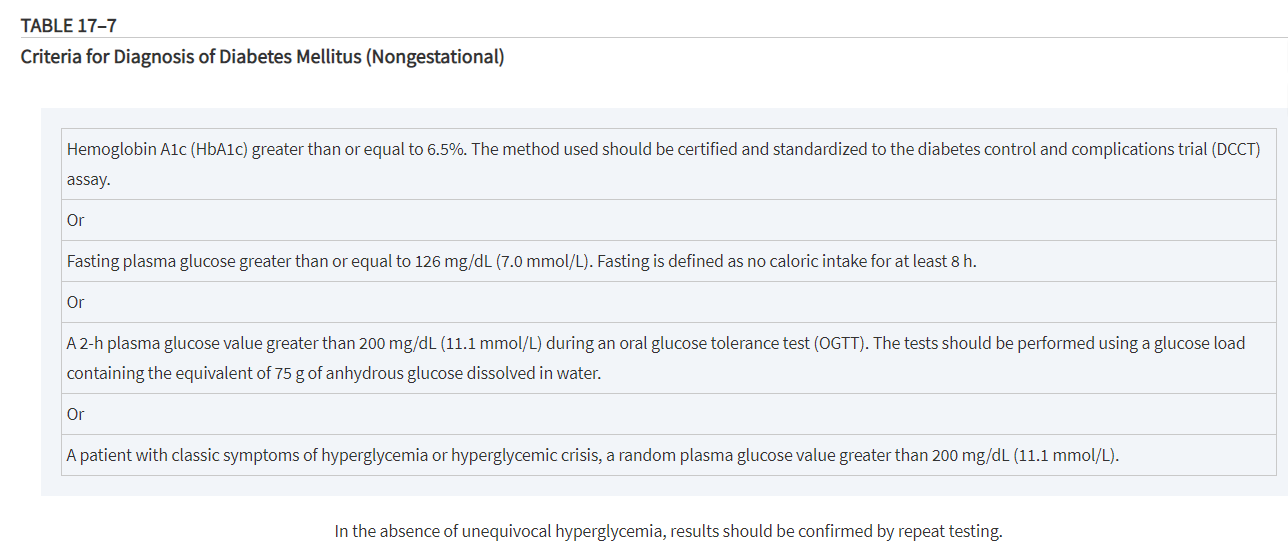 TABLE 17–7
Criteria for Diagnosis of Diabetes Mellitus (Nongestational)
Hemoglobin A1c (HbA1c) greater than or equal to 6.5%. The method used should be certified and standardized to the diabetes control and complications trial (DCCT)
assay.
Or
Fasting plasma glucose greater than or equal to 126 mg/dL (7.0 mmol/L). Fasting is defined as no caloric intake for at least 8 h.
Or
A 2-h plasma glucose value greater than 200 mg/dL (11.1 mmol/L) during an oral glucose tolerance test (OGTT). The tests should be performed using a glucose load
containing the equivalent of 75 g of anhydrous glucose dissolved in water.
Or
A patient with classic symptoms of hyperglycemia or hyperglycemic crisis, a random plasma glucose value greater than 200 mg/dL (11.1 mmol/L).
In the absence of unequivocal hyperglycemia, results should be confirmed by repeat testing.